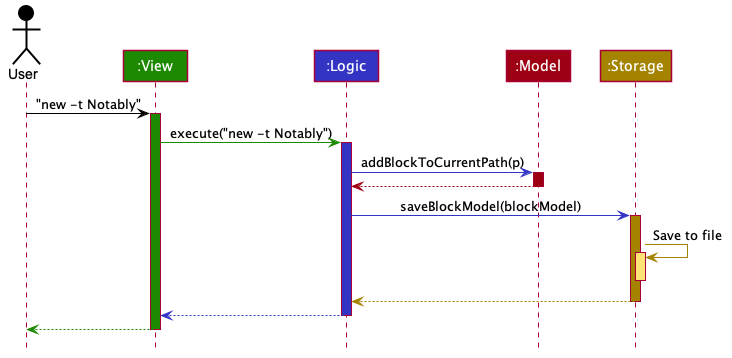 User
:View
:Logic
:Model
:Storage
"new -t Notably"
execute("new -t Notably")
addBlockToCurrentPath(p)
saveBlockModel(blockModel)
Save to file